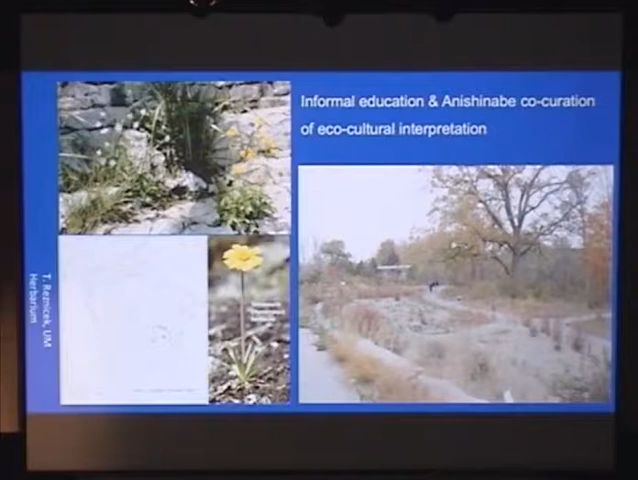 Informal education & Anishinabe co-curation
of eco-cultural interpretation
T. Reznicek, UM
Herbarium